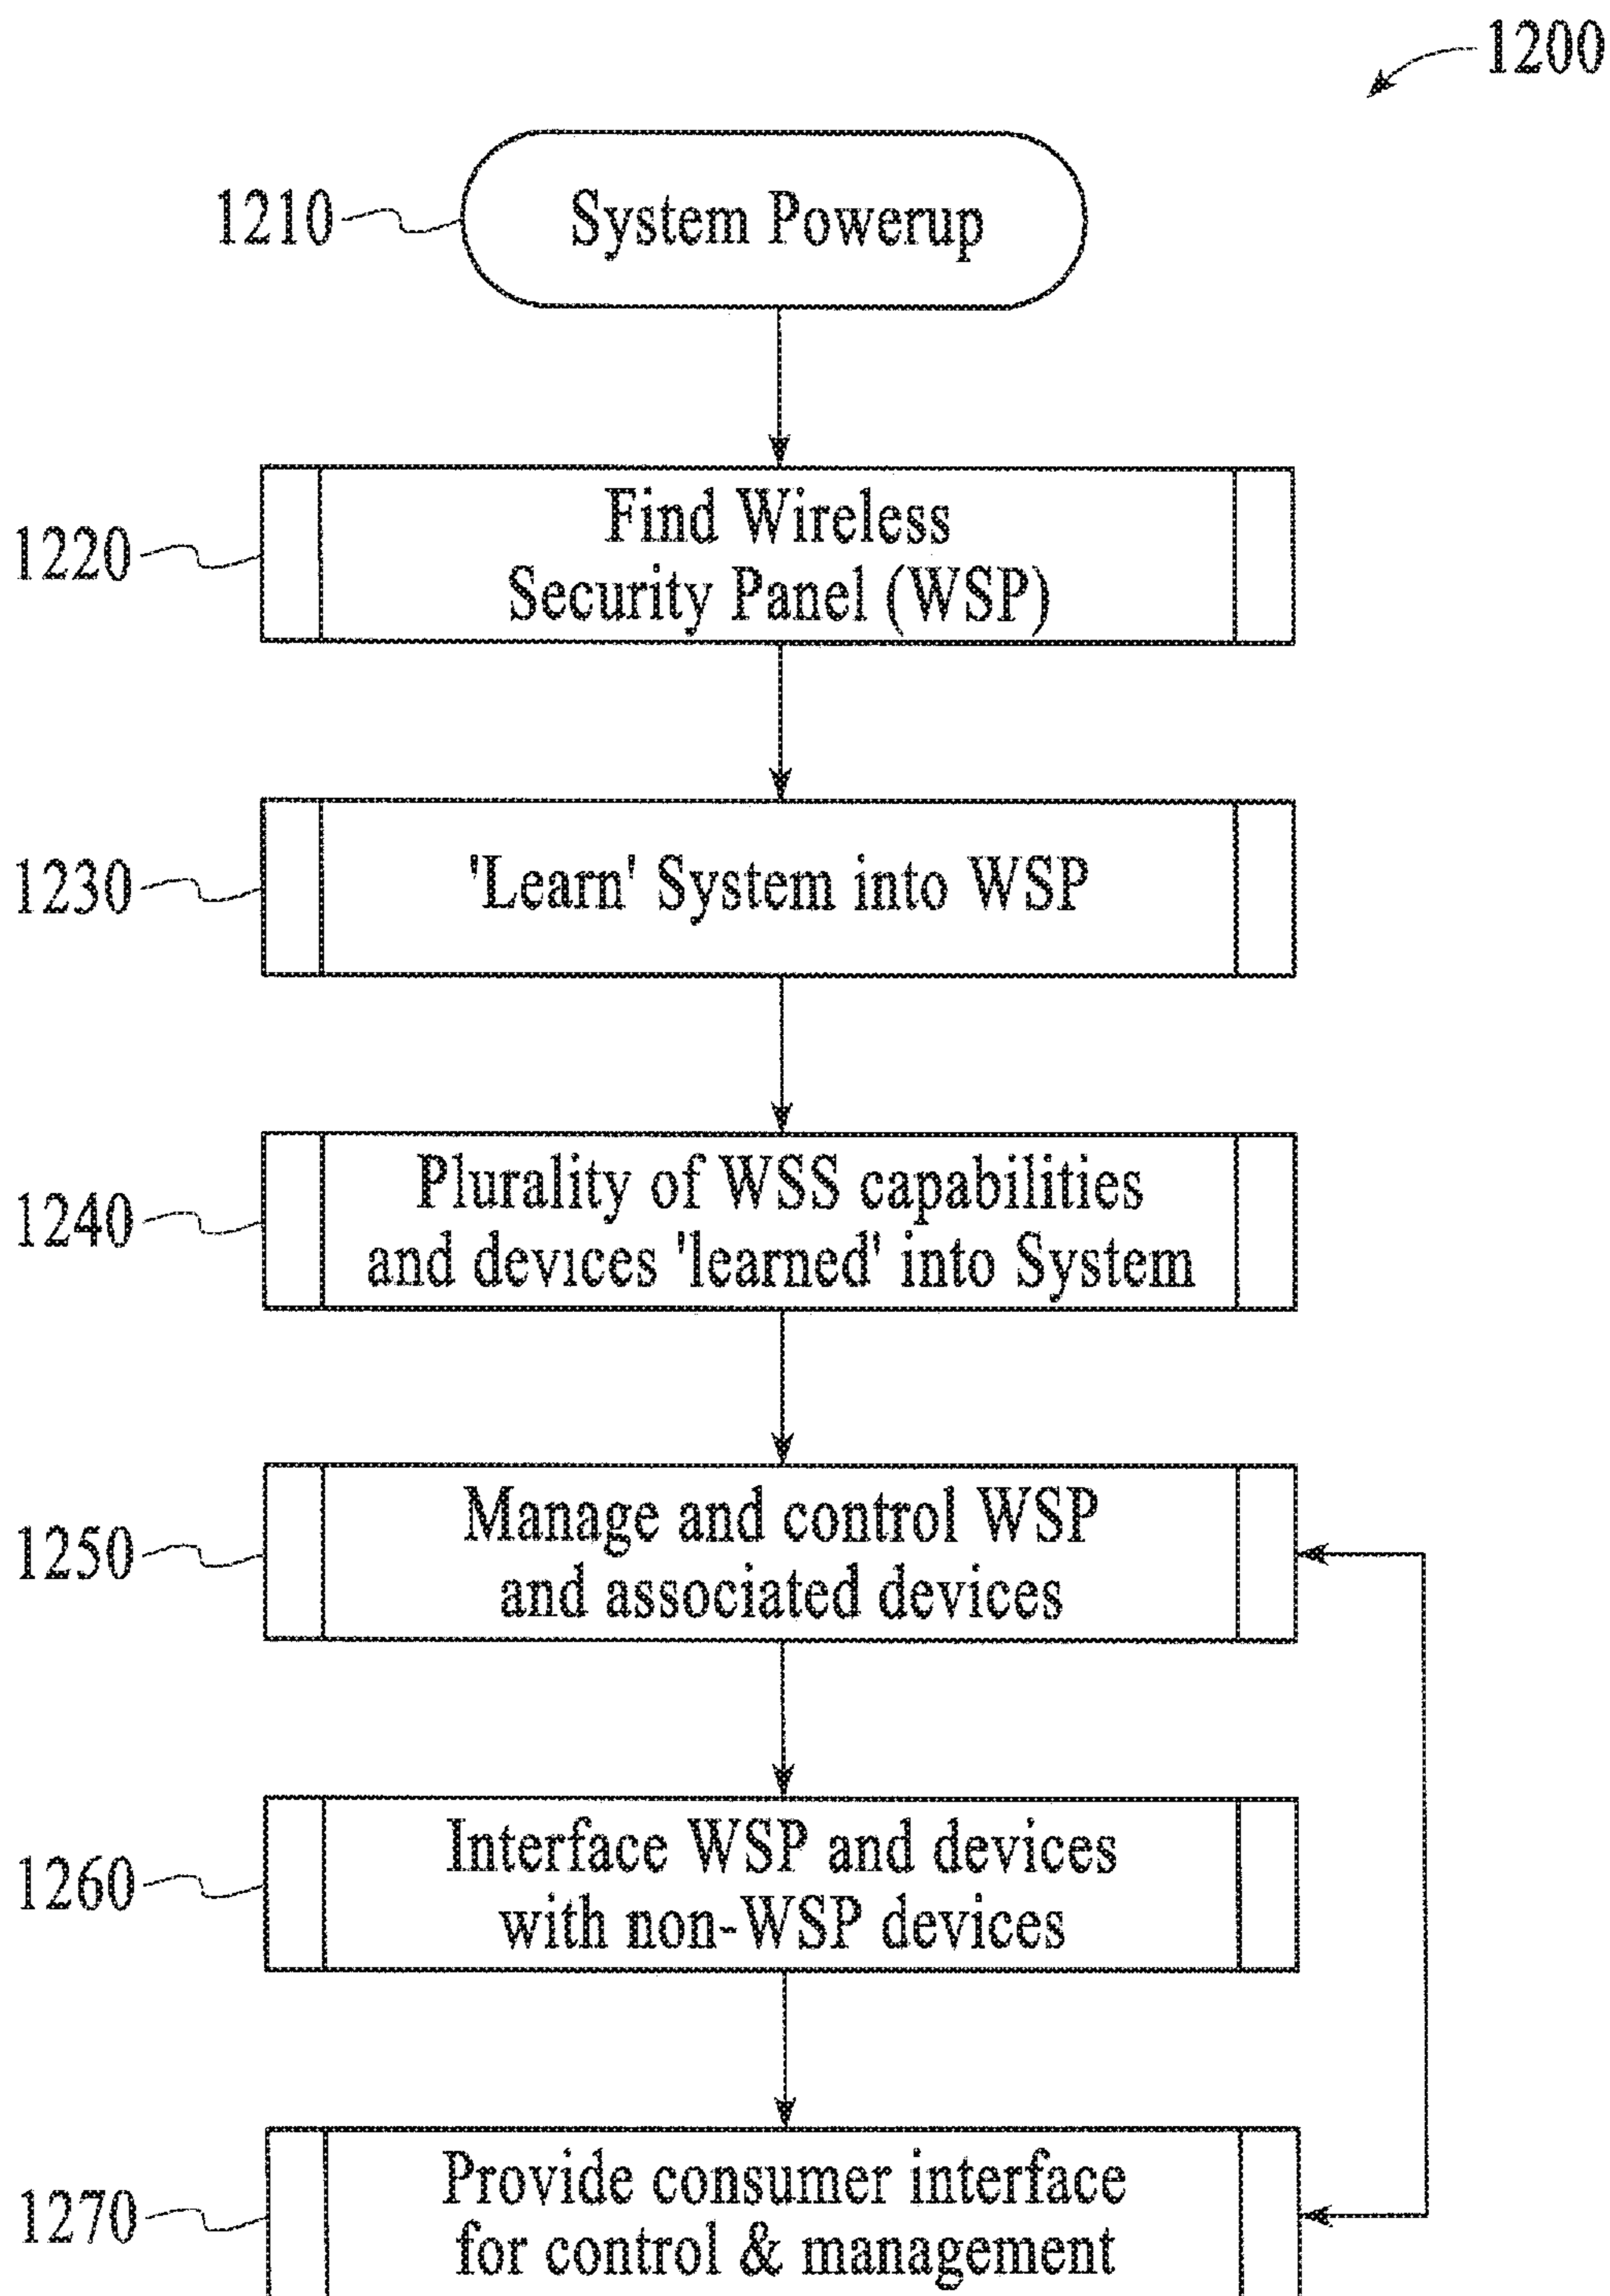 1200
1210
System Powerup
1220
Find Wireless
Security Panel (WSP)
1230
'Learn' System into WSP
1240
Plurality of WSS capabilities
and devices 'learned' into System
1250
Manage and control WSP
and associated devices
1260
Interface WSP and devices
with non-WSP devices
1270
Provide consumer interface
for control & management